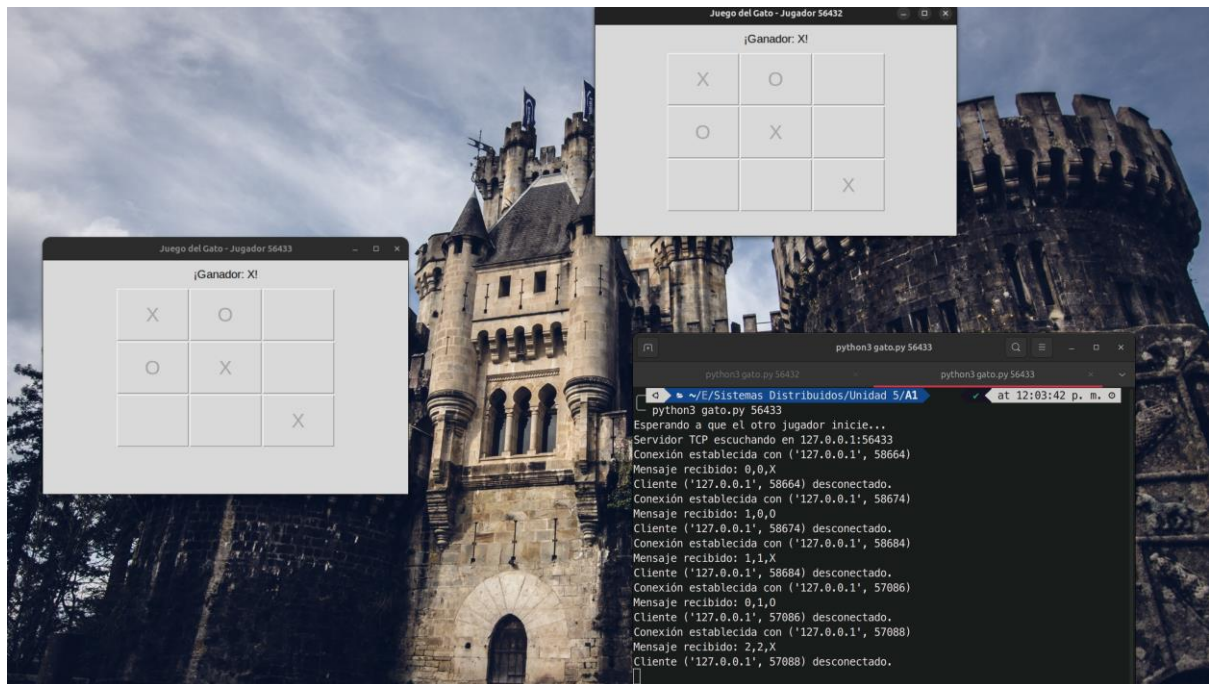 Juego del Gato - Jugador 56432
¡Ganador: X!
X O
O X
X
Juego del Gato - Jugador 56433
¡Ganador: X!
X O
O X
X
python3 gato.py 56433
python3 gato.py 56432 python3 gato.py 56433
~/E/Sistemas Distribuidos/Unidad 5/A1 ✓ at 12:03:42 p. m.
python3 gato.py 56433
Esperando a que el otro jugador inicie...
Servidor TCP escuchando en 127.0.0.1:56433
Conexión establecida con ('127.0.0.1', 58664)
Mensaje recibido: 0,0,X
Cliente ('127.0.0.1', 58664) desconectado.
Conexión establecida con ('127.0.0.1', 58674)
Mensaje recibido: 1,0,O
Cliente ('127.0.0.1', 58674) desconectado.
Conexión establecida con ('127.0.0.1', 58684)
Mensaje recibido: 1,1,X
Cliente ('127.0.0.1', 58684) desconectado.
Conexión establecida con ('127.0.0.1', 57086)
Mensaje recibido: 0,1,O
Cliente ('127.0.0.1', 57086) desconectado.
Conexión establecida con ('127.0.0.1', 57088)
Mensaje recibido: 2,2,X
Cliente ('127.0.0.1', 57088) desconectado.